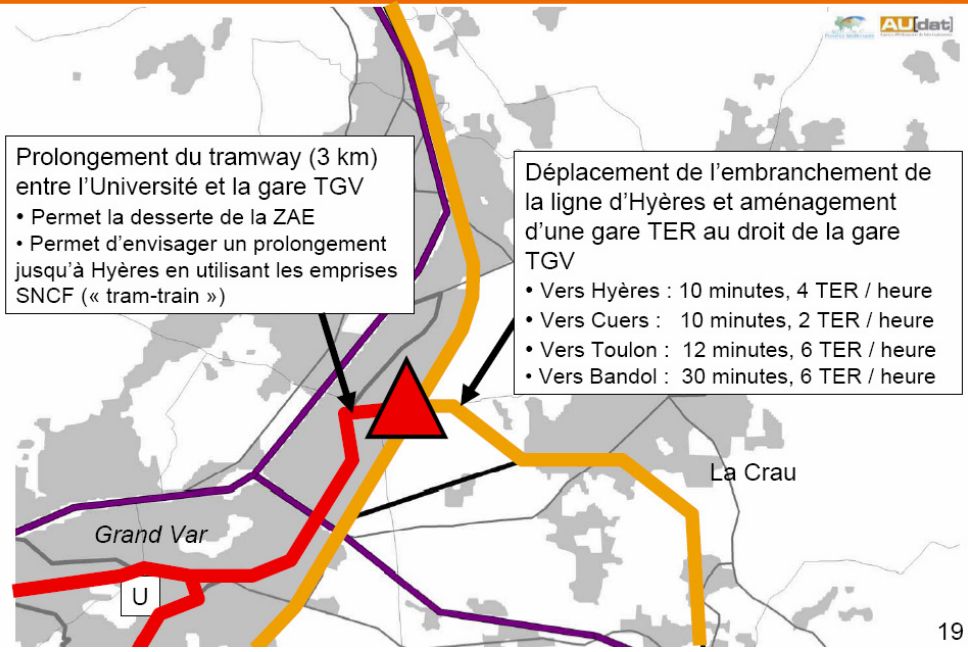 AU[dat]
Prolongement du tramway (3 km)
entre l’Université et la gare TGV
• Permet la desserte de la ZAE
• Permet d’envisager un prolongement
jusqu’à Hyères en utilisant les emprises
SNCF (« tram-train »)
Déplacement de l’embranchement de
la ligne d’Hyères et aménagement
d’une gare TER au droit de la gare
TGV
• Vers Hyères : 10 minutes, 4 TER / heure
• Vers Cuers : 10 minutes, 2 TER / heure
• Vers Toulon : 12 minutes, 6 TER / heure
• Vers Bandol : 30 minutes, 6 TER / heure
La Crau
Grand Var
U
19